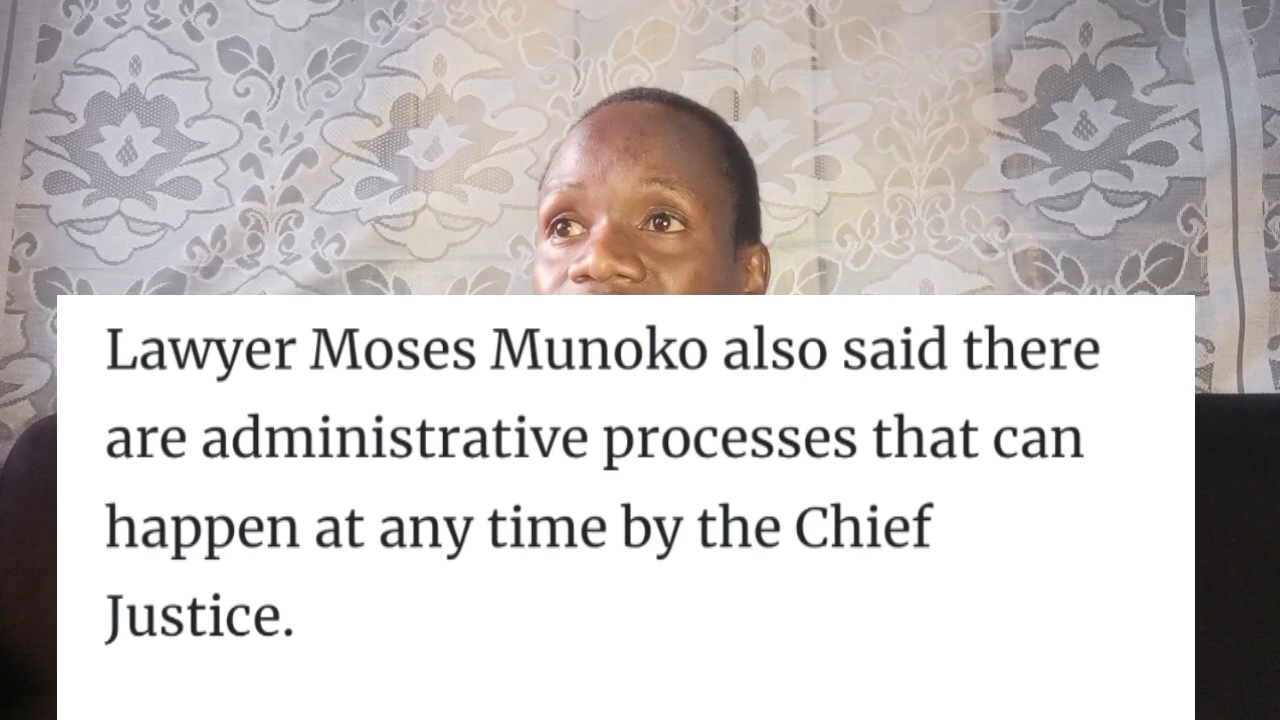 Lawyer Moses Munoko also said there
are administrative processes that can
happen at any time by the Chief
Justice.